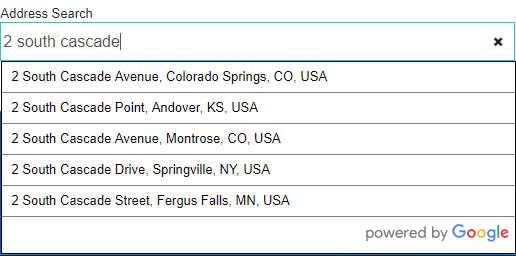 Address Search
2 south cascade
2 South Cascade Avenue, Colorado Springs, CO, USA
2 South Cascade Point, Andover, KS, USA
2 South Cascade Avenue, Montrose, CO, USA
2 South Cascade Drive, Springville, NY, USA
2 South Cascade Street, Fergus Falls, MN, USA
powered by Google